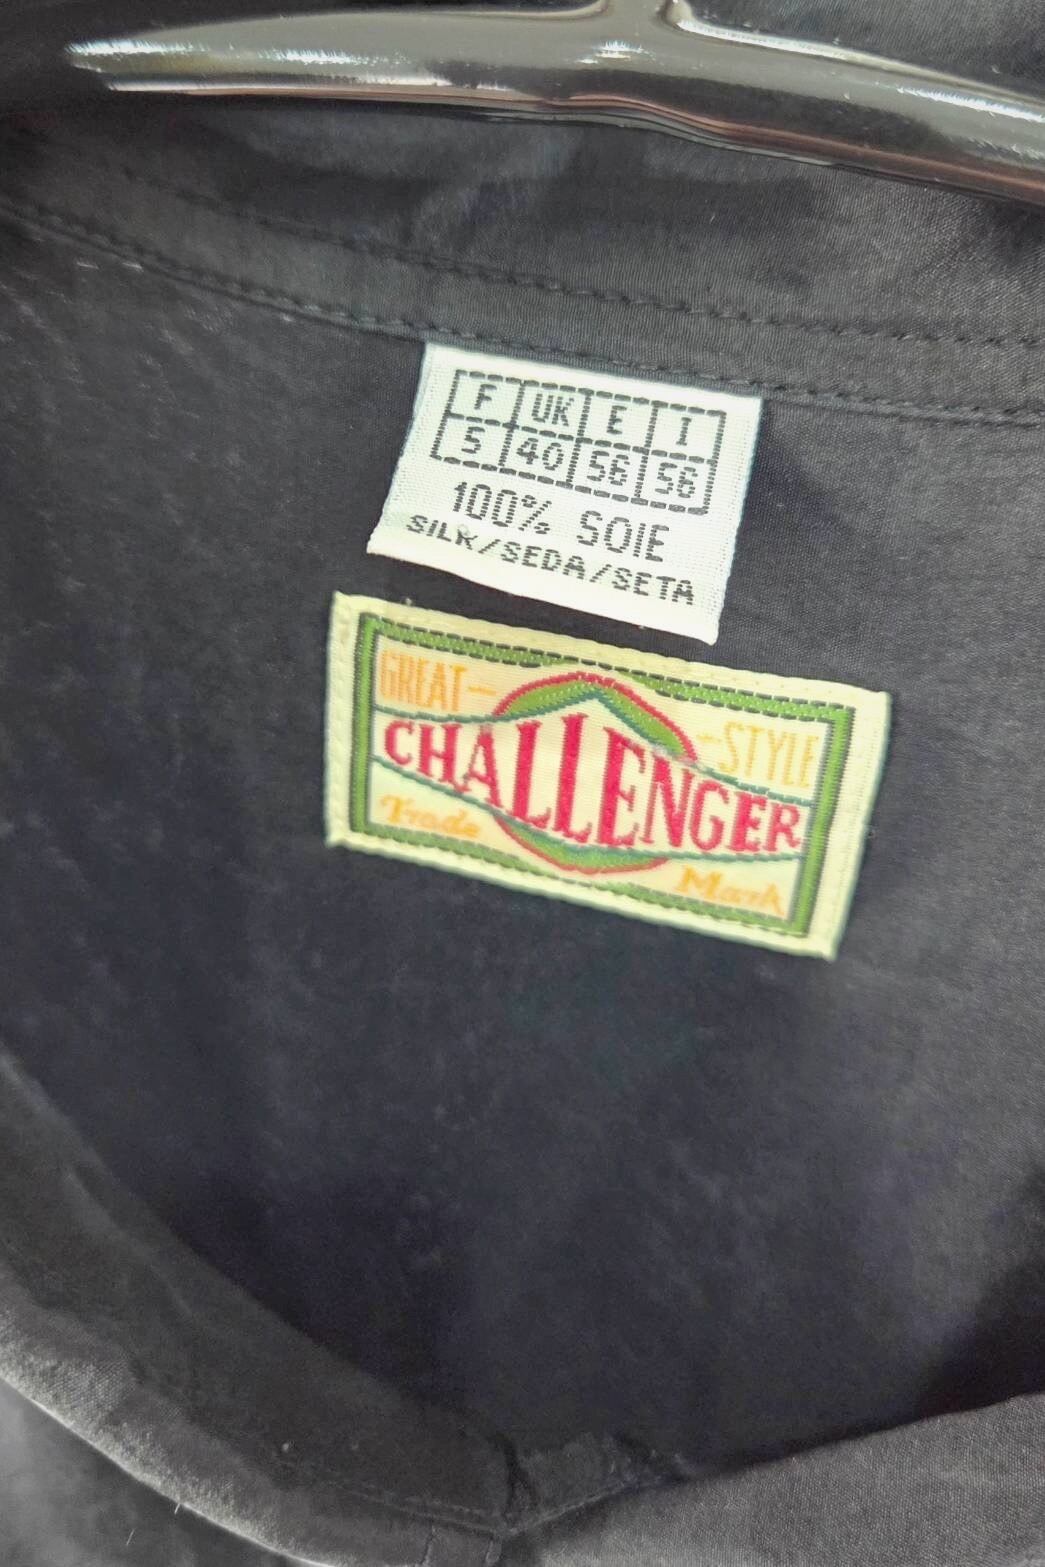 F UK E I
5 40 56 56
100% SOIE
SILK/SEDA/SETA
GREAT — — STYLE
CHALLENGER
Trade Mark